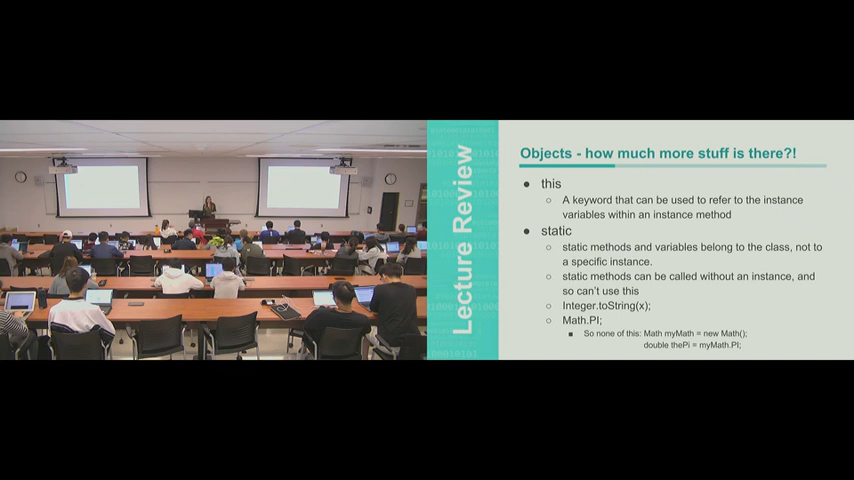 Lecture Review
Objects - how much more stuff is there?!
● this
○ A keyword that can be used to refer to the instance
variables within an instance method
● static
○ static methods and variables belong to the class, not to
a specific instance.
○ static methods can be called without an instance, and
so can't use this
○ Integer.toString(x);
○ Math.PI;
■ So none of this: Math myMath = new Math();
double thePi = myMath.PI;